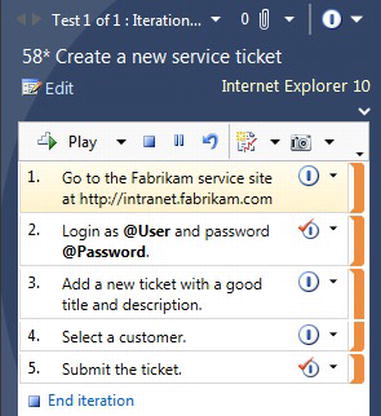 Test 1 of 1 : Iteration... 0
58* Create a new service ticket
Edit Internet Explorer 10
Play
1. Go to the Fabrikam service site
at http://intranet.fabrikam.com
2. Login as @User and password
@Password.
3. Add a new ticket with a good
title and description.
4. Select a customer.
5. Submit the ticket.
End iteration